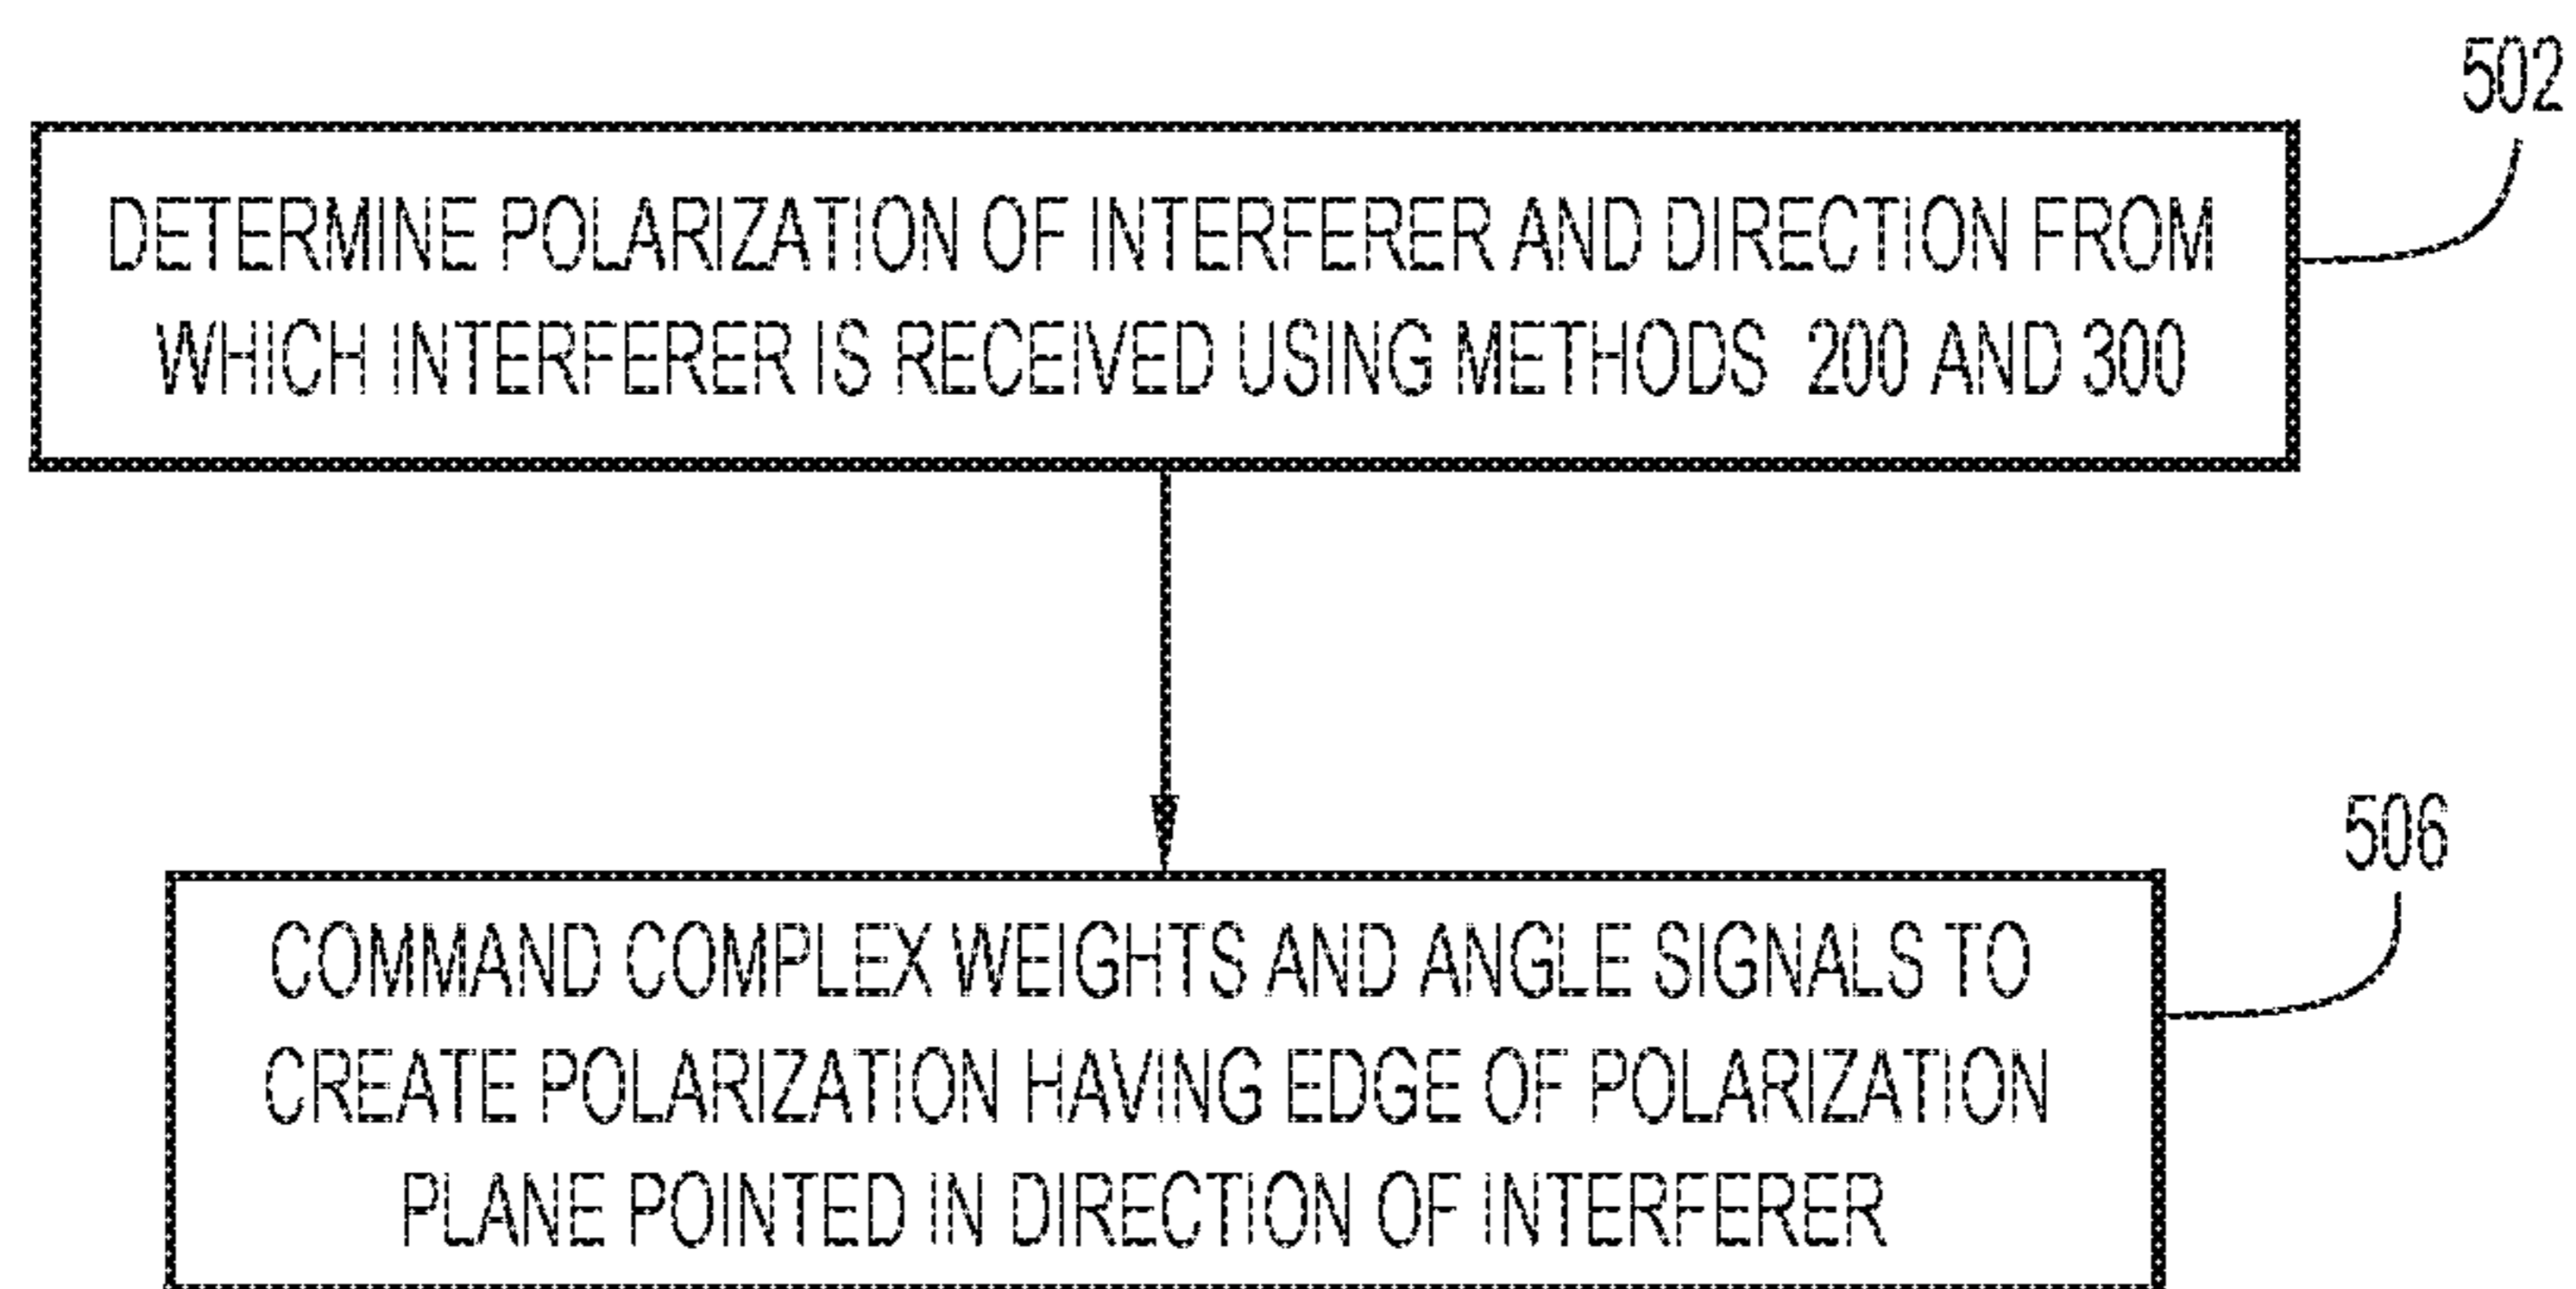 502
DETERMINE POLARIZATION OF INTERFERER AND DIRECTION FROM
WHICH INTERFERER IS RECEIVED USING METHODS 200 AND 300
506
COMMAND COMPLEX WEIGHTS AND ANGLE SIGNALS TO
CREATE POLARIZATION HAVING EDGE OF POLARIZATION
PLANE POINTED IN DIRECTION OF INTERFERER